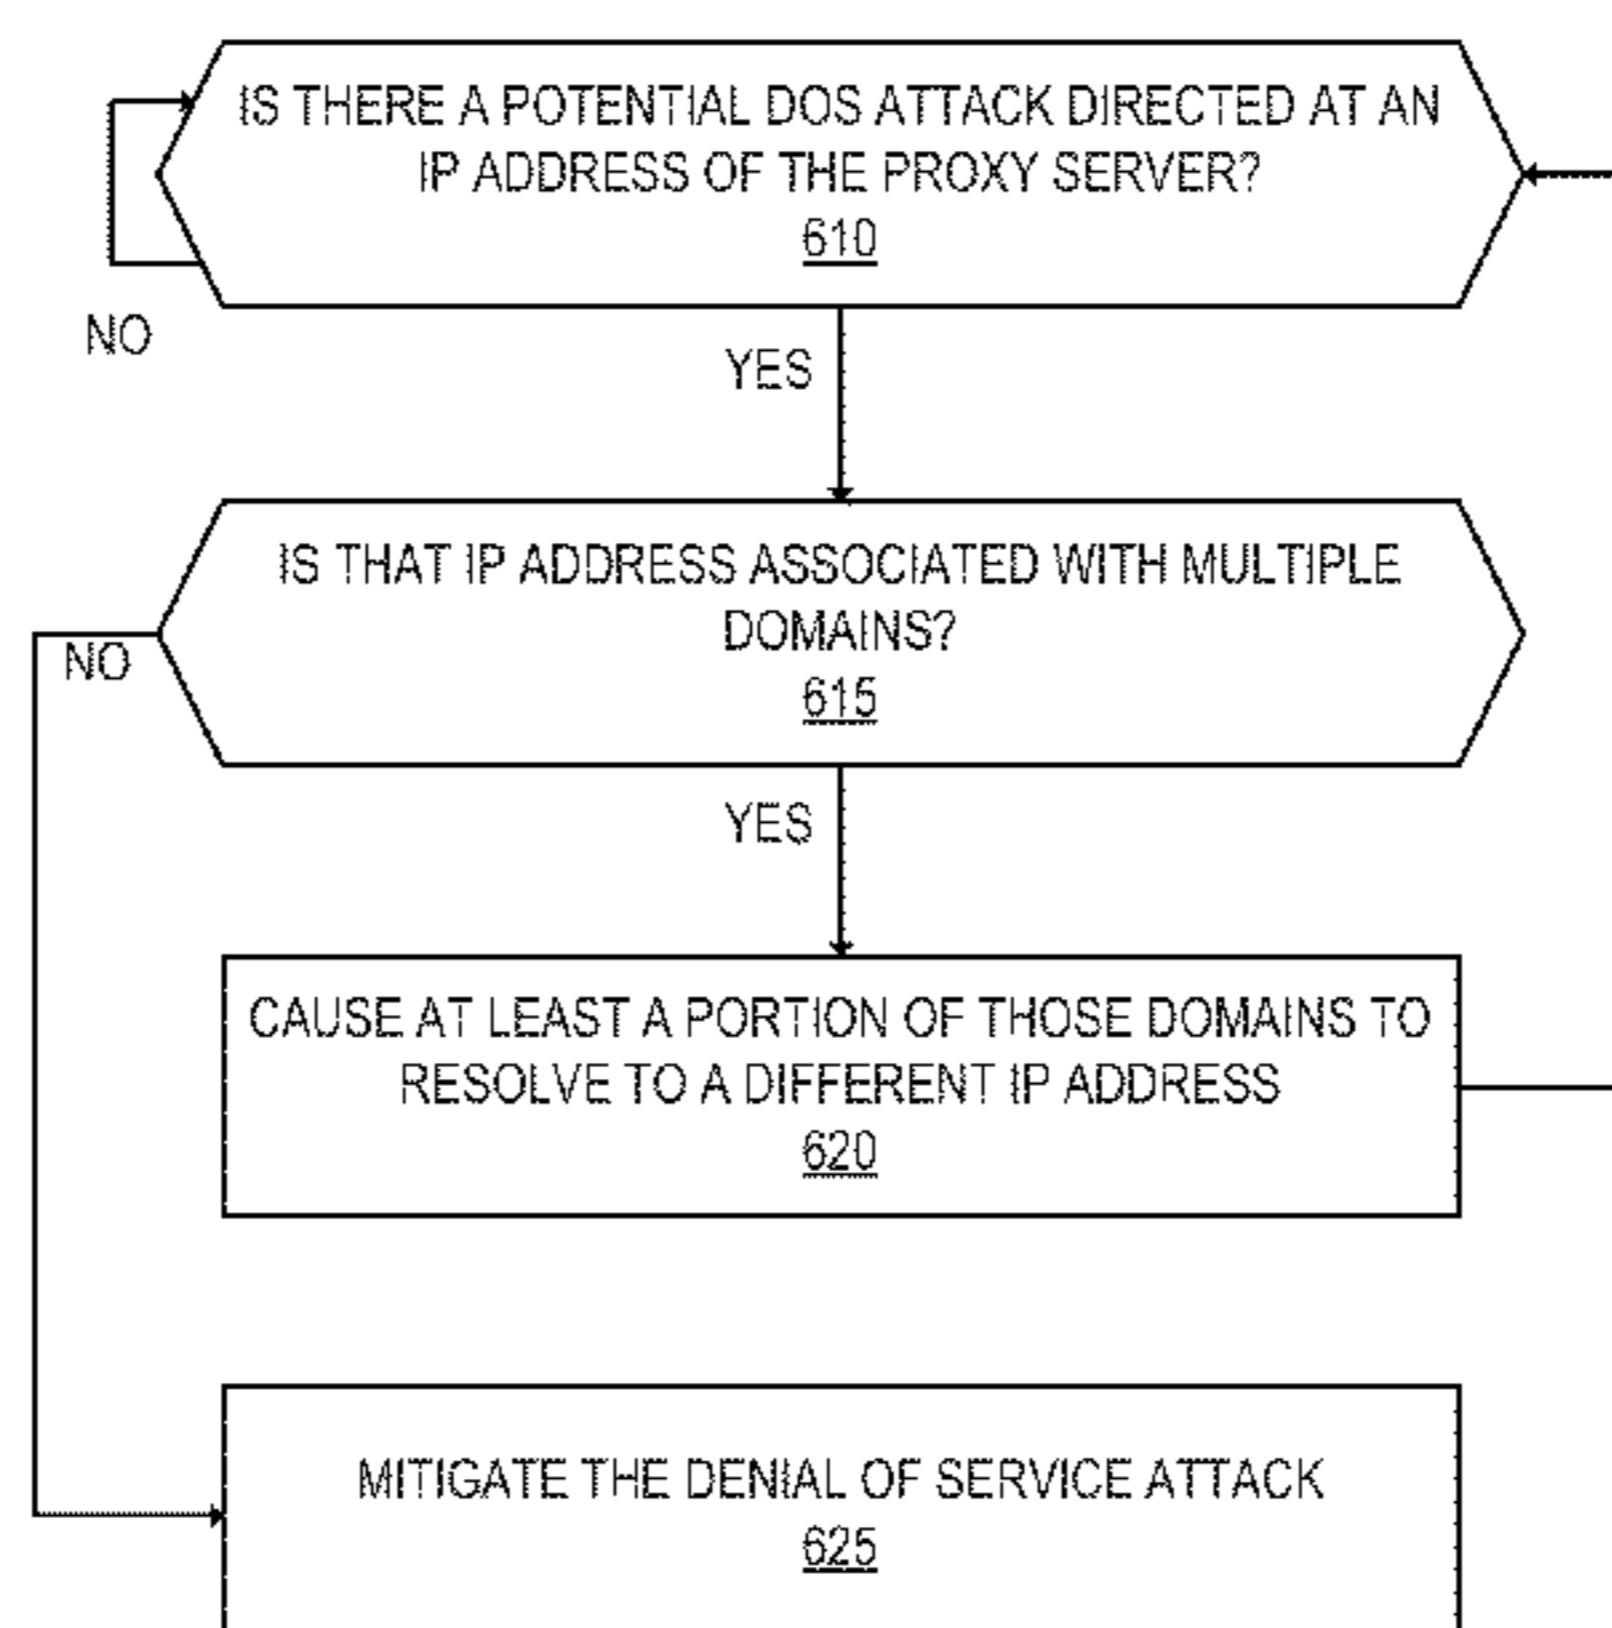 IS THERE A POTENTIAL DOS ATTACK DIRECTED AT AN
IP ADDRESS OF THE PROXY SERVER?
610
NO
YES
IS THAT IP ADDRESS ASSOCIATED WITH MULTIPLE
DOMAINS?
615
NO
YES
CAUSE AT LEAST A PORTION OF THOSE DOMAINS TO
RESOLVE TO A DIFFERENT IP ADDRESS
620
MITIGATE THE DENIAL OF SERVICE ATTACK
625